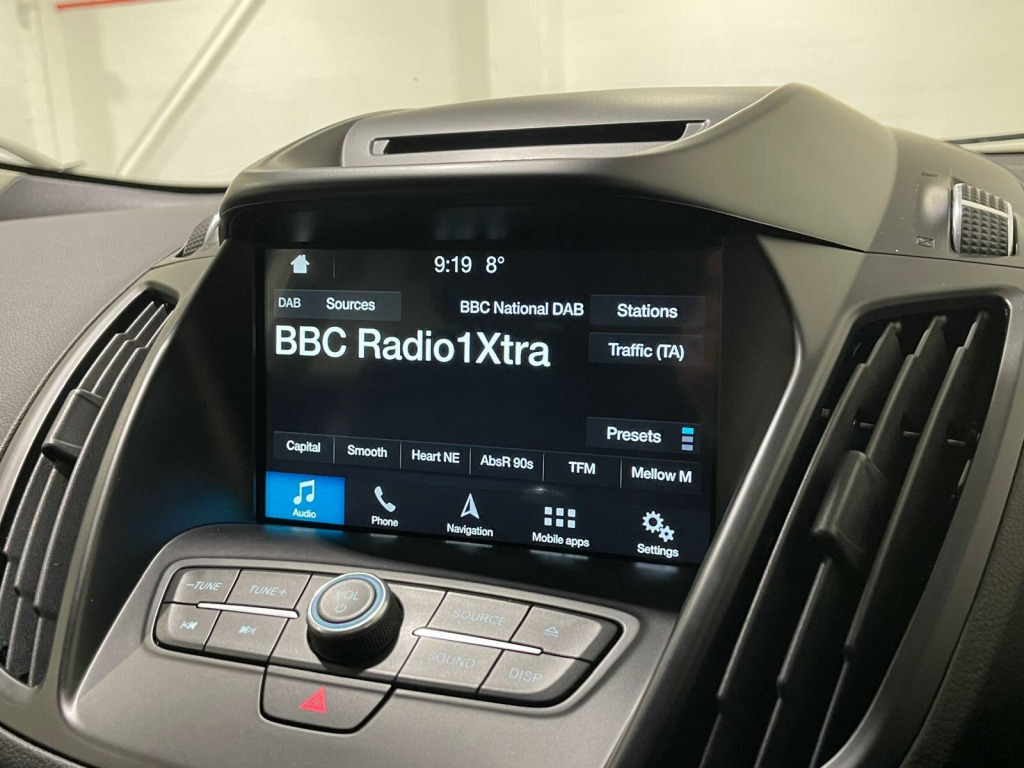 9:19 8°
DAB Sources BBC National DAB Stations
BBC Radio1Xtra
Traffic (TA)
Presets
Capital Smooth Heart NE AbsR 90s TFM Mellow M
Audio Phone Navigation Mobile apps Settings
-TUNE TUNE+ VOL SOURCE
SOUND DISP